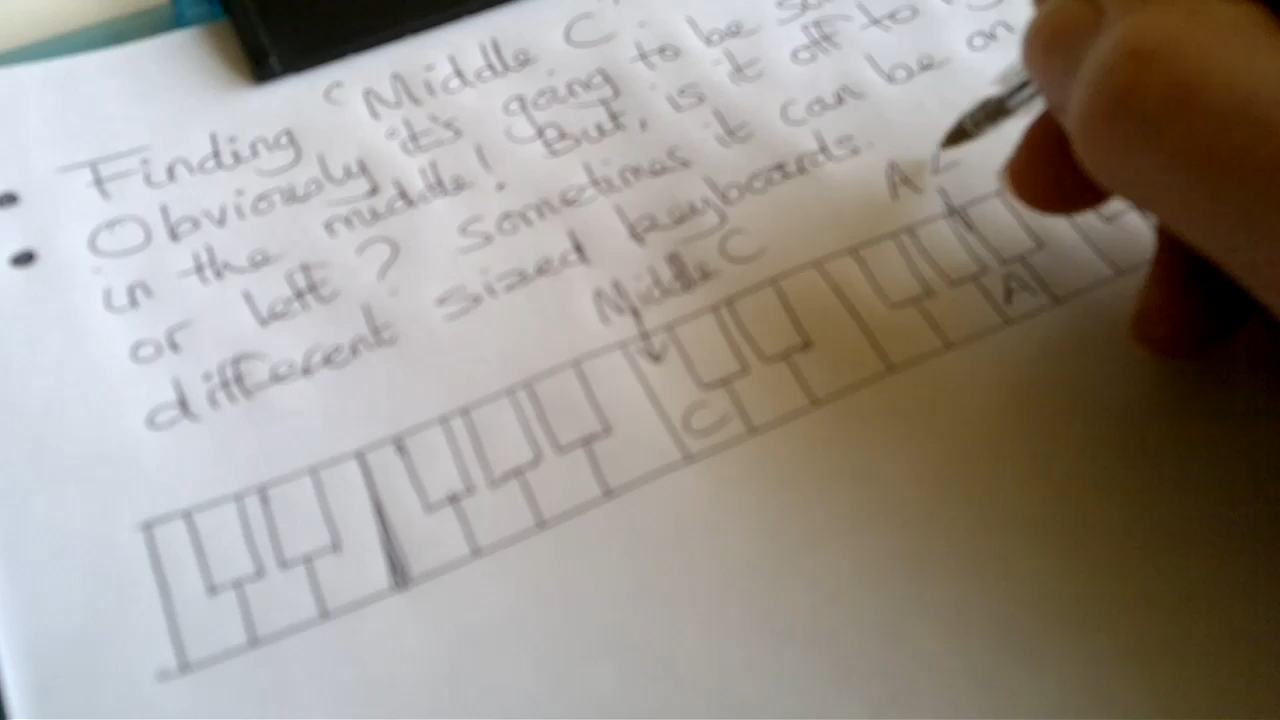 Finding 'Middle C'
Obviously it's going to be
in the middle! But, is it off to
or left? Sometimes it can be on
different sized keyboards.
Middle C
A
C
A